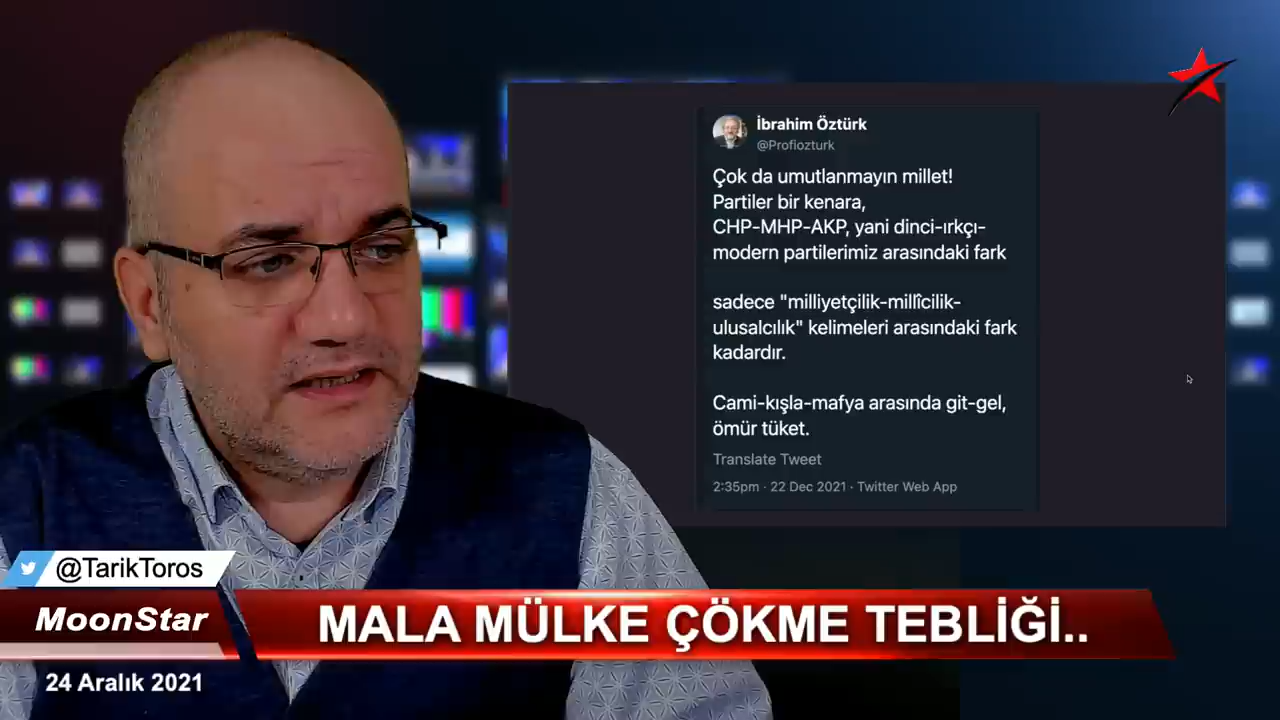 İbrahim Öztürk
@Profiozturk
Çok da umutlanmayın millet!
Partiler bir kenara,
CHP-MHP-AKP, yani dinci-ırkçı-
modern partilerimiz arasındaki fark
sadece "milliyetçilik-millîcilik-
ulusalcılık" kelimeleri arasındaki fark
kadardır.
Cami-kışla-mafya arasında git-gel,
ömür tüket.
Translate Tweet
2:35pm · 22 Dec 2021 · Twitter Web App
@TarikToros
MoonStar
MALA MÜLKE ÇÖKME TEBLİĞİ..
24 Aralık 2021